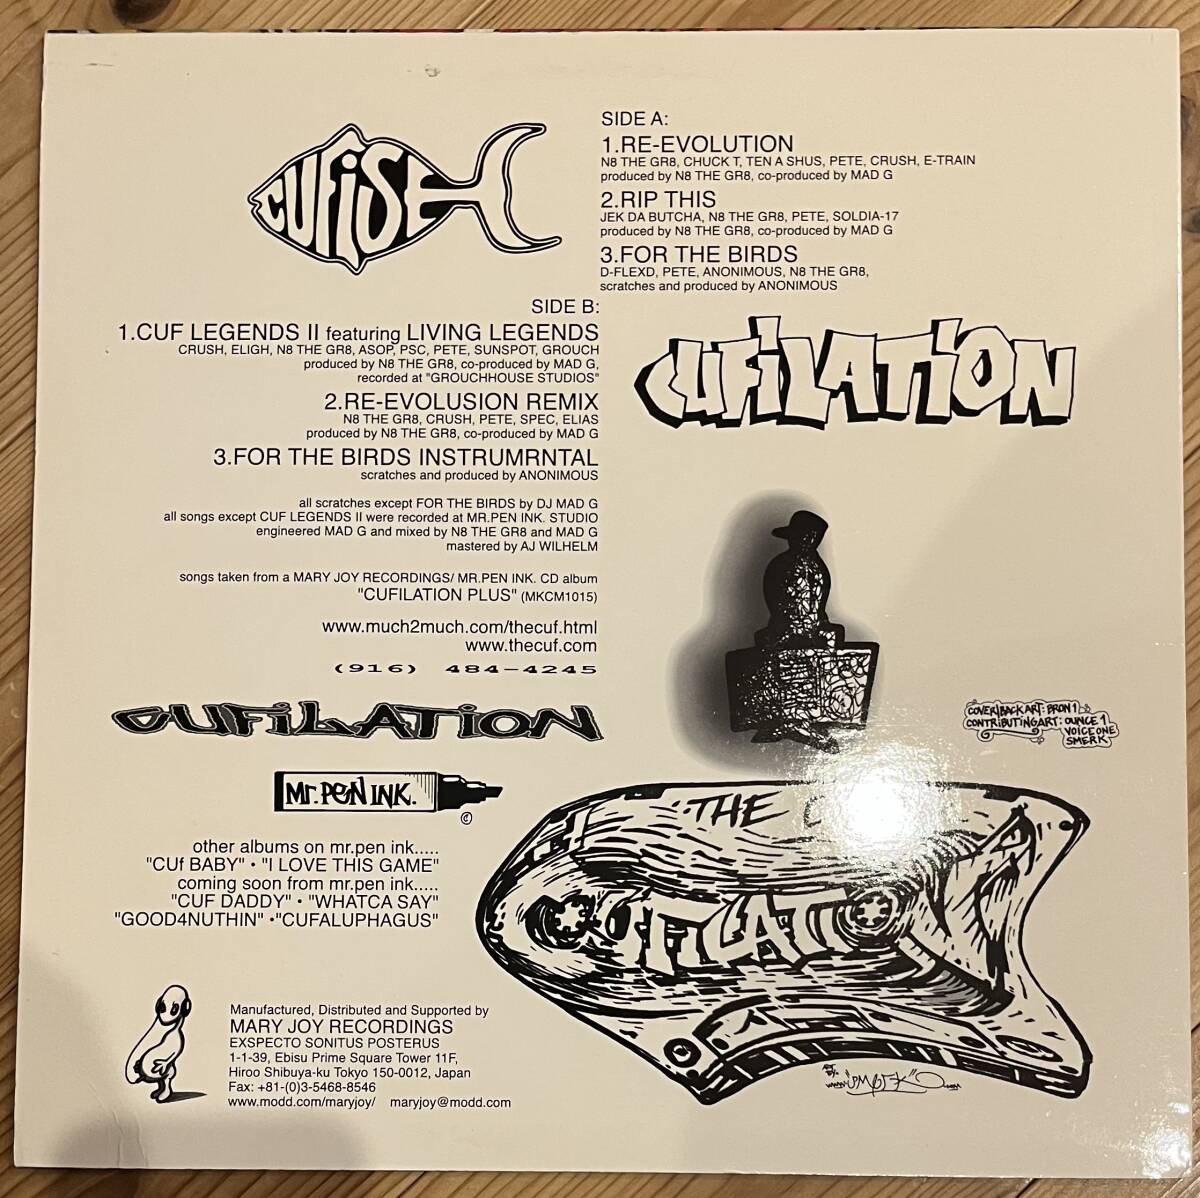 CUFISH
SIDE A:
1.RE-EVOLUTION
N8 THE GR8, CHUCK T, TEN A SHUS, PETE, CRUSH, E-TRAIN
produced by N8 THE GR8, co-produced by MAD G
2.RIP THIS
JEK DA BUTCHA, N8 THE GR8, PETE, SOLDIA-17
produced by N8 THE GR8, co-produced by MAD G
3.FOR THE BIRDS
D-FLEXD, PETE, ANONIMOUS, N8 THE GR8,
scratches and produced by ANONIMOUS
SIDE B:
1.CUF LEGENDS II featuring LIVING LEGENDS
CRUSH, ELIGH, N8 THE GR8, ASOP, PSC, PETE, SUNSPOT, GROUCH
produced by N8 THE GR8, co-produced by MAD G,
recorded at "GROUCHHOUSE STUDIOS"
2.RE-EVOLUSION REMIX
N8 THE GR8, CRUSH, PETE, SPEC, ELIAS
produced by N8 THE GR8, co-produced by MAD G
3.FOR THE BIRDS INSTRUMRNTAL
scratches and produced by ANONIMOUS
all scratches except FOR THE BIRDS by DJ MAD G
all songs except CUF LEGENDS II were recorded at MR.PEN INK. STUDIO
engineered MAD G and mixed by N8 THE GR8 and MAD G
mastered by AJ WILHELM
songs taken from a MARY JOY RECORDINGS/ MR.PEN INK. CD album
"CUFILATION PLUS" (MKCM1015)
www.much2much.com/thecuf.html
www.thecuf.com
(916) 484-4245
CUFILATION
CUFILATION
COVER/BACK ART: BRON 1
CONTRIBUTING ART: OUNCE 1
VOICE ONE
SMERK
Mr. PEN INK.
©
other albums on mr.pen ink.....
"CUf BABY" • "I LOVE THIS GAME"
coming soon from mr.pen ink.....
"CUF DADDY" • "WHATCA SAY"
"GOOD4NUTHIN" •"CUFALUPHAGUS"
THE
CUFILATION
Manufactured, Distributed and Supported by
MARY JOY RECORDINGS
EXSPECTO SONITUS POSTERUS
1-1-39, Ebisu Prime Square Tower 11F,
Hiroo Shibuya-ku Tokyo 150-0012, Japan
Fax: +81-(0)3-5468-8546
www.modd.com/maryjoy/ maryjoy@modd.com